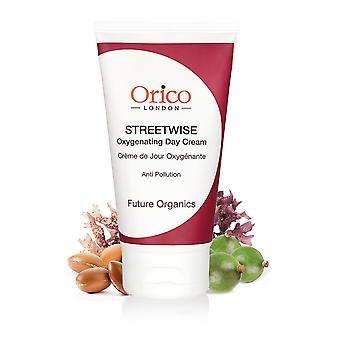 Orico
LONDON
STREETWISE
Oxygenating Day Cream
Crème de Jour Oxygénante
Anti Pollution
Future Organics